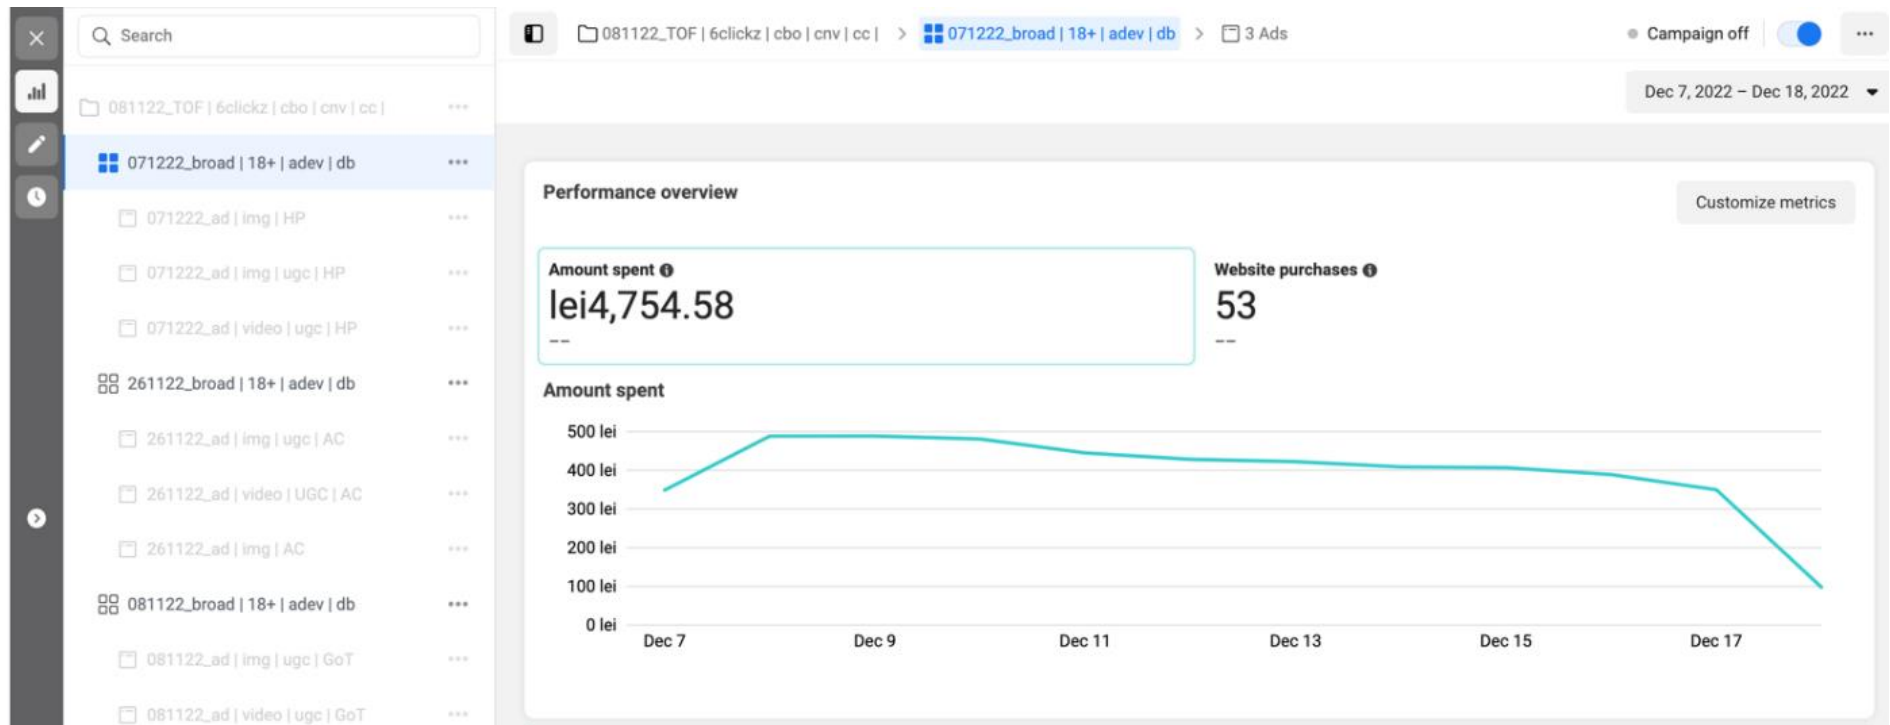 Search
081122_TOF | 6clickz | cbo | cnv | cc |
071222_broad | 18+ | adev | db
071222_ad | img | HP
071222_ad | img | ugc | HP
071222_ad | video | ugc | HP
261122_broad | 18+ | adev | db
261122_ad | img | ugc | AC
261122_ad | video | UGC | AC
261122_ad | img | AC
081122_broad | 18+ | adev | db
081122_ad | img | ugc | GoT
081122_ad | video | ugc | GoT
081122_TOF | 6clickz | cbo | cnv | cc | > 071222_broad | 18+ | adev | db > 3 Ads
Campaign off
Dec 7, 2022 – Dec 18, 2022
Performance overview
Customize metrics
Amount spent
lei4,754.58
--
Website purchases
53
--
Amount spent
500 lei
400 lei
300 lei
200 lei
100 lei
0 lei
Dec 7 Dec 9 Dec 11 Dec 13 Dec 15 Dec 17